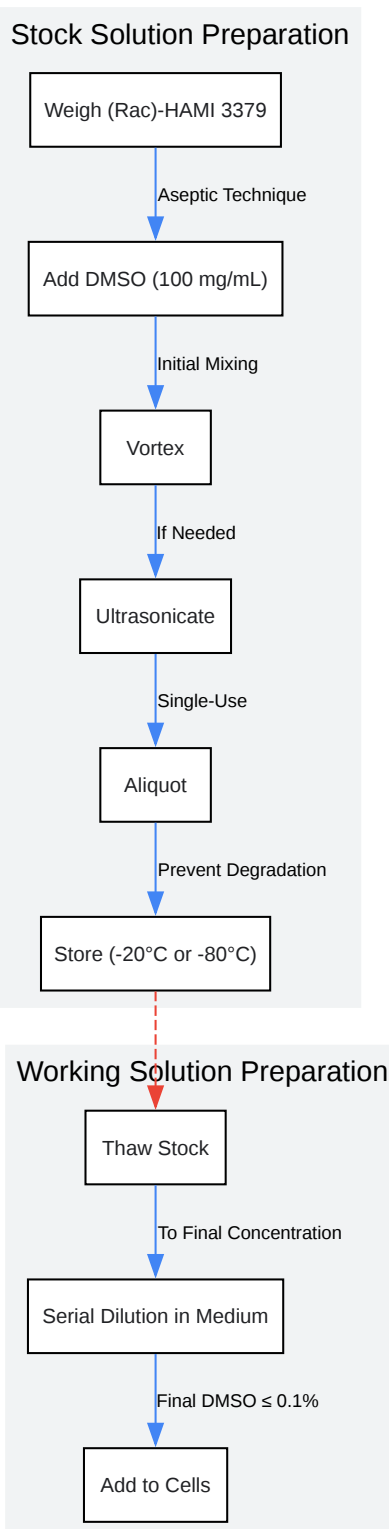 Stock Solution Preparation
Weigh (Rac)-HAMI 3379
Aseptic Technique
Add DMSO (100 mg/mL)
Initial Mixing
Vortex
If Needed
Ultrasonicate
Single-Use
Aliquot
Prevent Degradation
Store (-20°C or -80°C)
Working Solution Preparation
Thaw Stock
To Final Concentration
Serial Dilution in Medium
Final DMSO ≤ 0.1%
Add to Cells